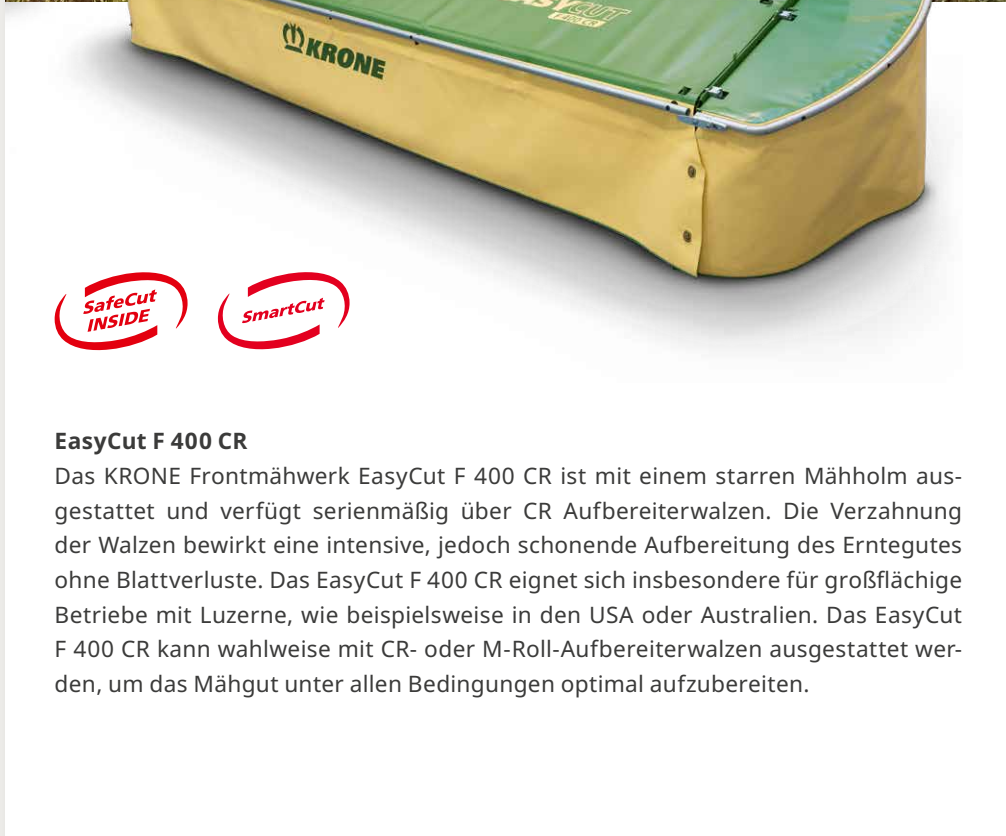 EASYCUT
F 400 CR
KRONE
SafeCut
INSIDE
SmartCut
EasyCut F 400 CR
Das KRONE Frontmähwerk EasyCut F 400 CR ist mit einem starren Mähholm aus-
gestattet und verfügt serienmäßig über CR Aufbereiterwalzen. Die Verzahnung
der Walzen bewirkt eine intensive, jedoch schonende Aufbereitung des Erntegutes
ohne Blattverluste. Das EasyCut F 400 CR eignet sich insbesondere für großflächige
Betriebe mit Luzerne, wie beispielsweise in den USA oder Australien. Das EasyCut
F 400 CR kann wahlweise mit CR- oder M-Roll-Aufbereiterwalzen ausgestattet wer-
den, um das Mähgut unter allen Bedingungen optimal aufzubereiten.